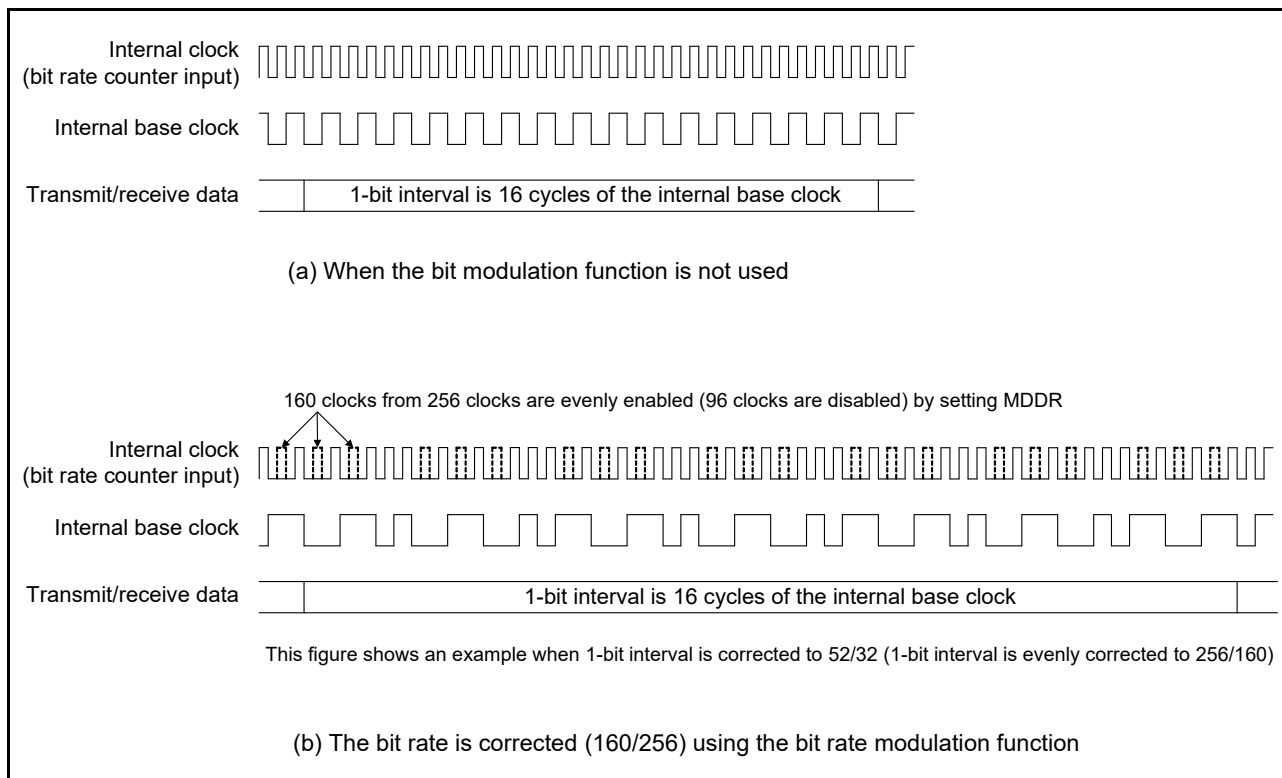 Internal clock
(bit rate counter input)
Internal base clock
Transmit/receive data
1-bit interval is 16 cycles of the internal base clock
(a) When the bit modulation function is not used
160 clocks from 256 clocks are evenly enabled (96 clocks are disabled) by setting MDDR
Internal clock
(bit rate counter input)
Internal base clock
Transmit/receive data
1-bit interval is 16 cycles of the internal base clock
This figure shows an example when 1-bit interval is corrected to 52/32 (1-bit interval is evenly corrected to 256/160)
(b) The bit rate is corrected (160/256) using the bit rate modulation function